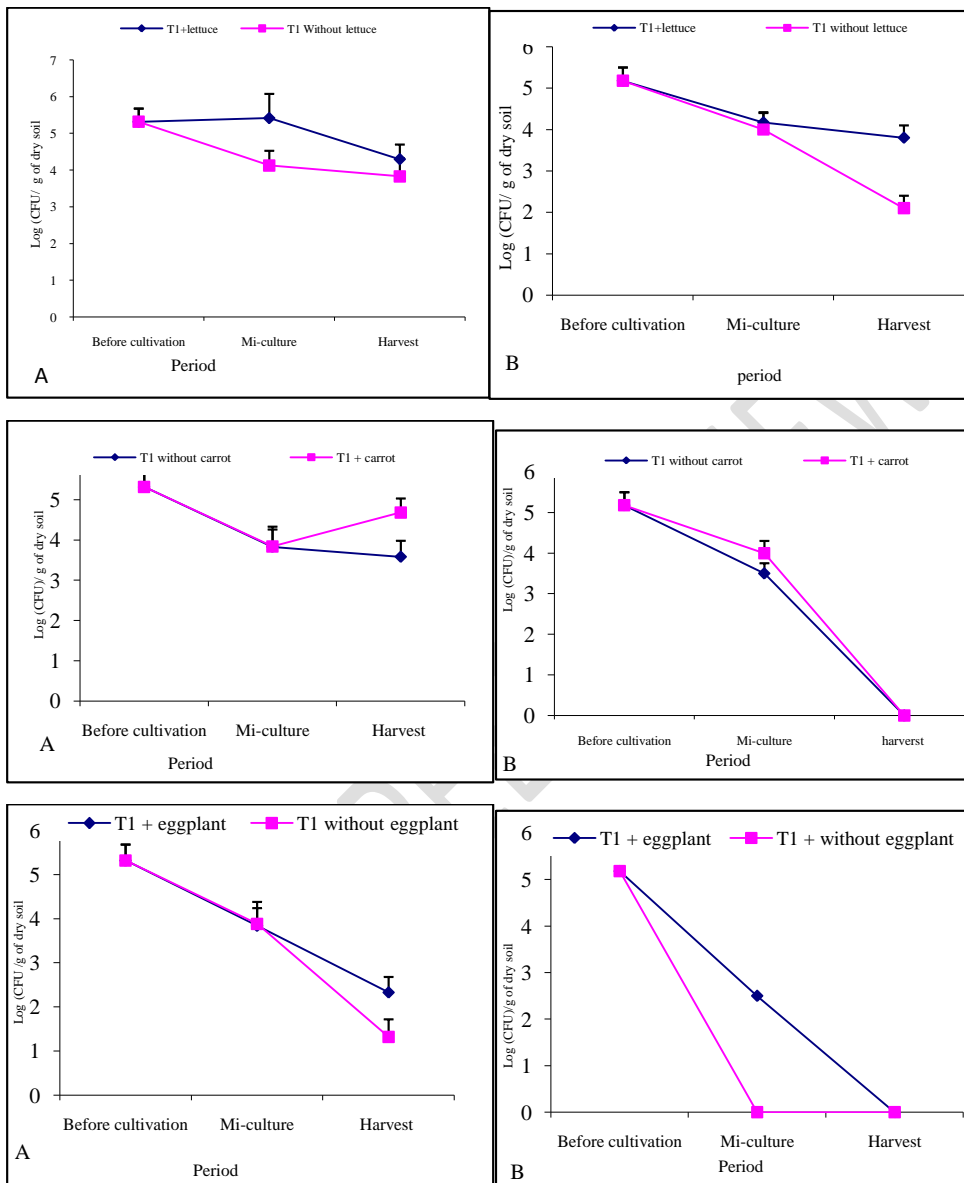 T1+lettuce T1 Without lettuce
Log (CFU/ g of dry soil
7
6
5
4
3
2
1
0
Before cultivation Mi-culture Harvest
Period
A
T1+lettuce T1 without lettuce
Log (CFU/ g of dry soil
6
5
4
3
2
1
0
Before cultivation Mi-culture Harvest
period
B
T1 without carrot T1 + carrot
Log (CFU)/ g of dry soil
5
4
3
2
1
0
Before cultivation Mi-culture Harvest
Period
A
T1 without carrot T1 + carrot
Log (CFU)/g of dry soil
6
5
4
3
2
1
0
Before cultivation Mi-culture harverst
Period
B
T1 + eggplant T1 without eggplant
Log (CFU /g of dry soil
6
5
4
3
2
1
0
Before cultivation Mi-culture Harvest
Period
A
T1 + eggplant T1 + without eggplant
Log (CFU)/g of dry soil
6
5
4
3
2
1
0
Before cultivation Mi-culture Harvest
Period
B